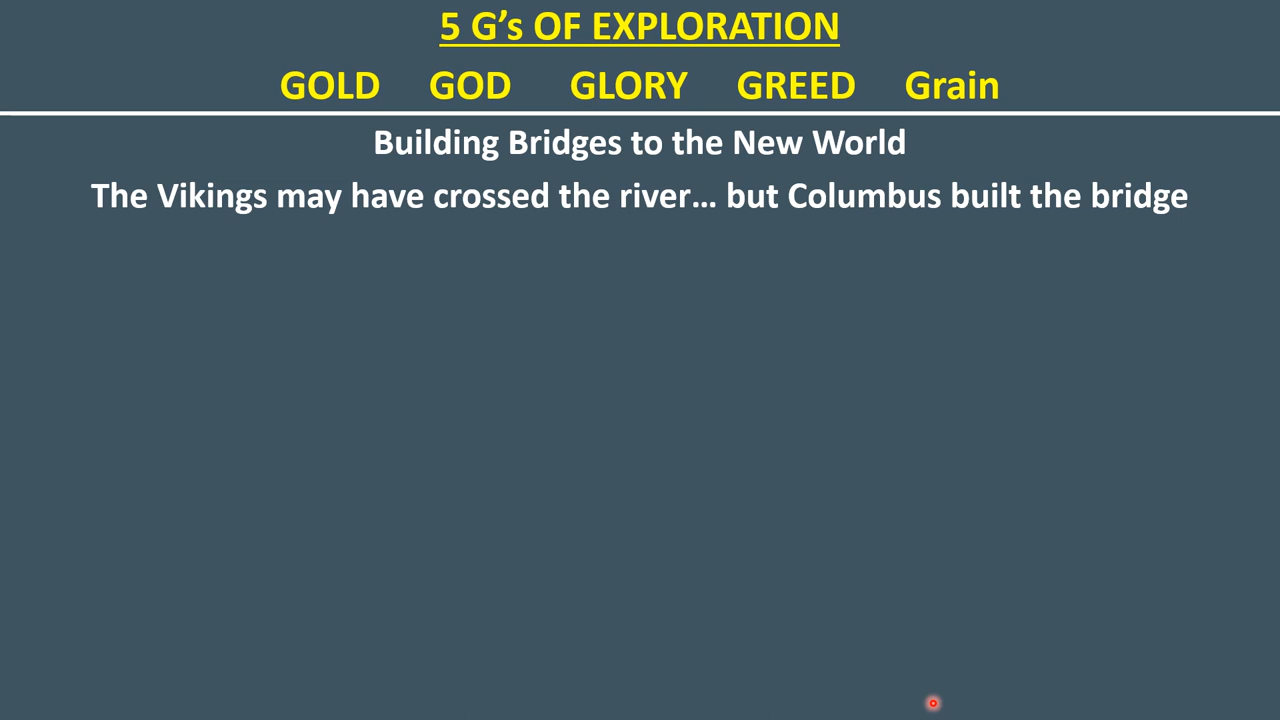 5 G’s OF EXPLORATION
GOLD GOD GLORY GREED Grain
Building Bridges to the New World
The Vikings may have crossed the river… but Columbus built the bridge